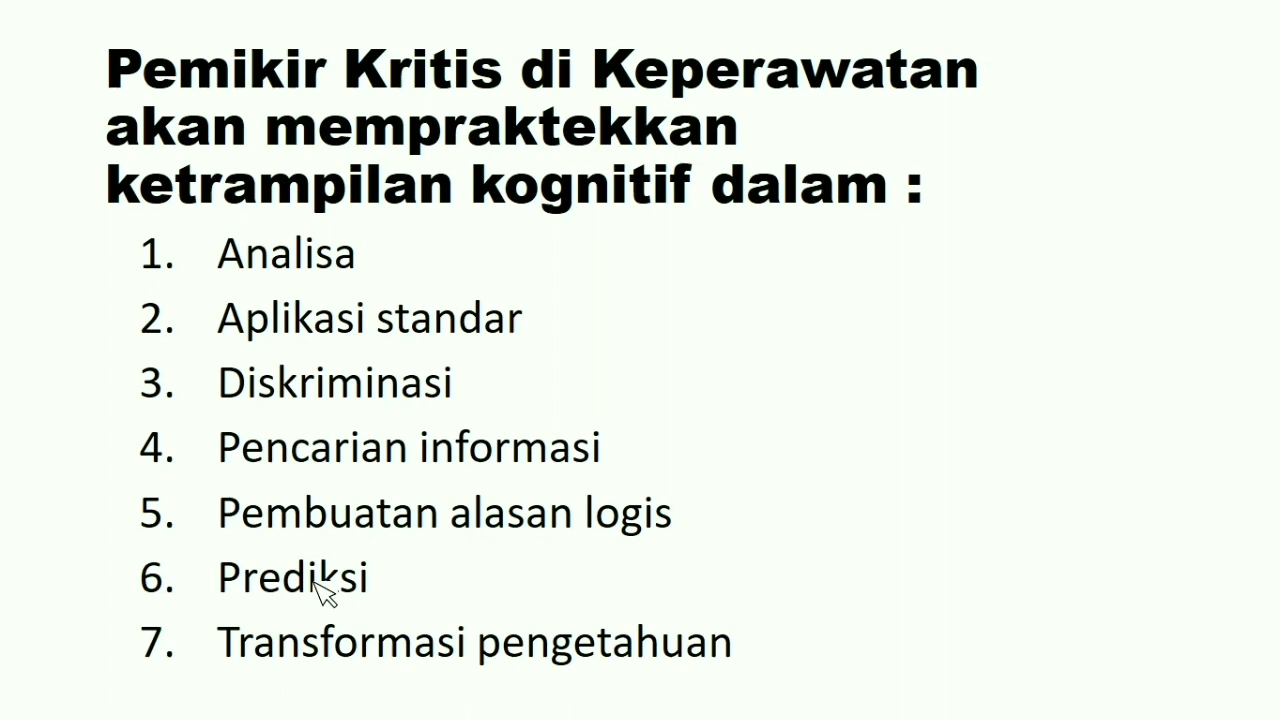 Pemikir Kritis di Keperawatan
akan mempraktekkan
ketrampilan kognitif dalam :
1. Analisa
2. Aplikasi standar
3. Diskriminasi
4. Pencarian informasi
5. Pembuatan alasan logis
6. Prediksi
7. Transformasi pengetahuan